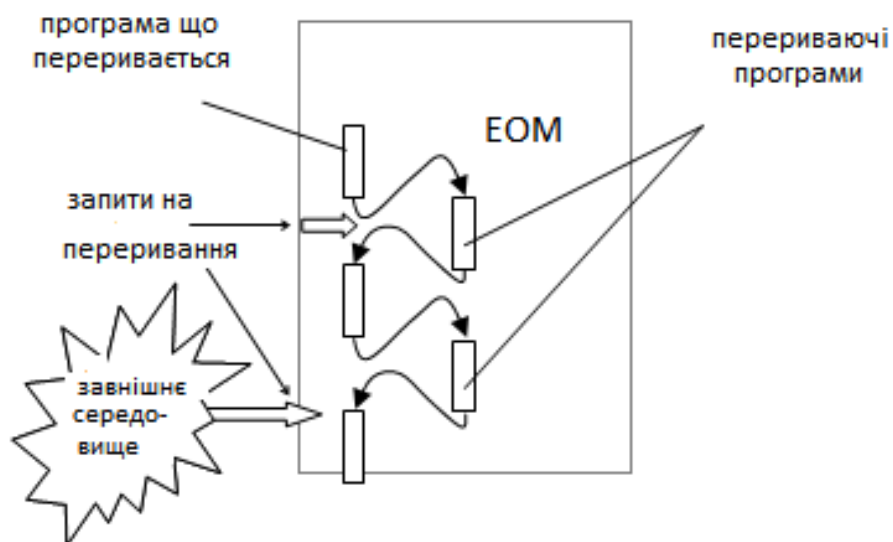 програма що
переривається
перериваючі
програми
ЕОМ
запити на
переривання
завнішнє
середо-
вище